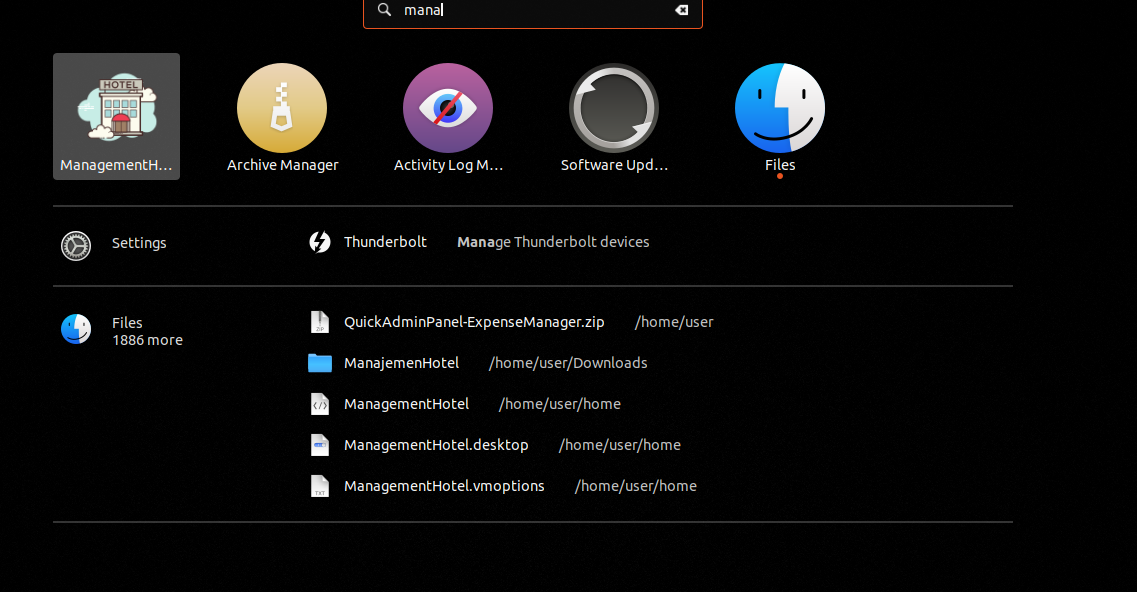 mana
HOTEL
ManagementH...
Archive Manager
Activity Log M...
Software Upd...
Files
Settings
Thunderbolt Manage Thunderbolt devices
Files
1886 more
QuickAdminPanel-ExpenseManager.zip /home/user
ManajemenHotel /home/user/Downloads
ManagementHotel /home/user/home
ManagementHotel.desktop /home/user/home
ManagementHotel.vmoptions /home/user/home
ZIP
TXT